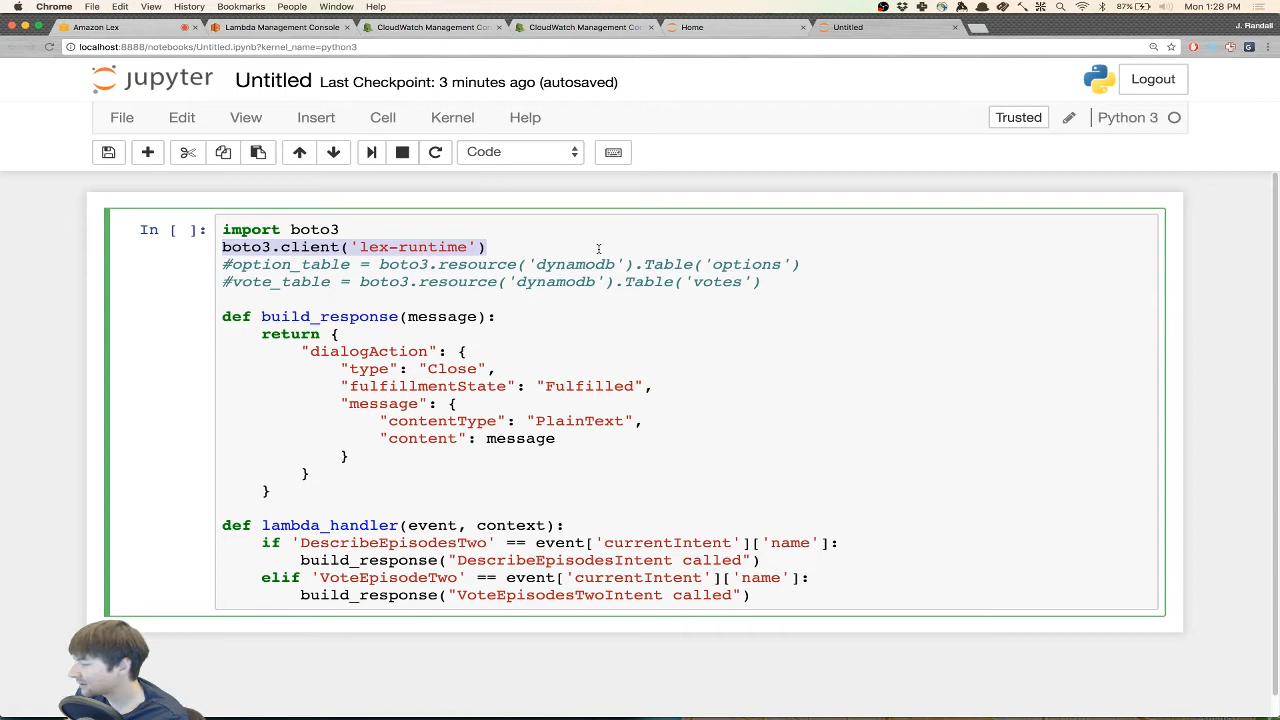 Chrome File Edit View History Bookmarks People Window Help 87% Mon 1:28 PM
Amazon Lex Lambda Management Console CloudWatch Management Con CloudWatch Management Con Home Untitled J. Randall
localhost:8888/notebooks/Untitled.ipynb?kernel_name=python3
jupyter Untitled Last Checkpoint: 3 minutes ago (autosaved) Logout
File Edit View Insert Cell Kernel Help Trusted Python 3
Code
In [ ]: import boto3
boto3.client('lex-runtime')
#option_table = boto3.resource('dynamodb').Table('options')
#vote_table = boto3.resource('dynamodb').Table('votes')
def build_response(message):
return {
"dialogAction": {
"type": "Close",
"fulfillmentState": "Fulfilled",
"message": {
"contentType": "PlainText",
"content": message
}
}
}
def lambda_handler(event, context):
if 'DescribeEpisodesTwo' == event['currentIntent']['name']:
build_response("DescribeEpisodesIntent called")
elif 'VoteEpisodeTwo' == event['currentIntent']['name']:
build_response("VoteEpisodesTwoIntent called")